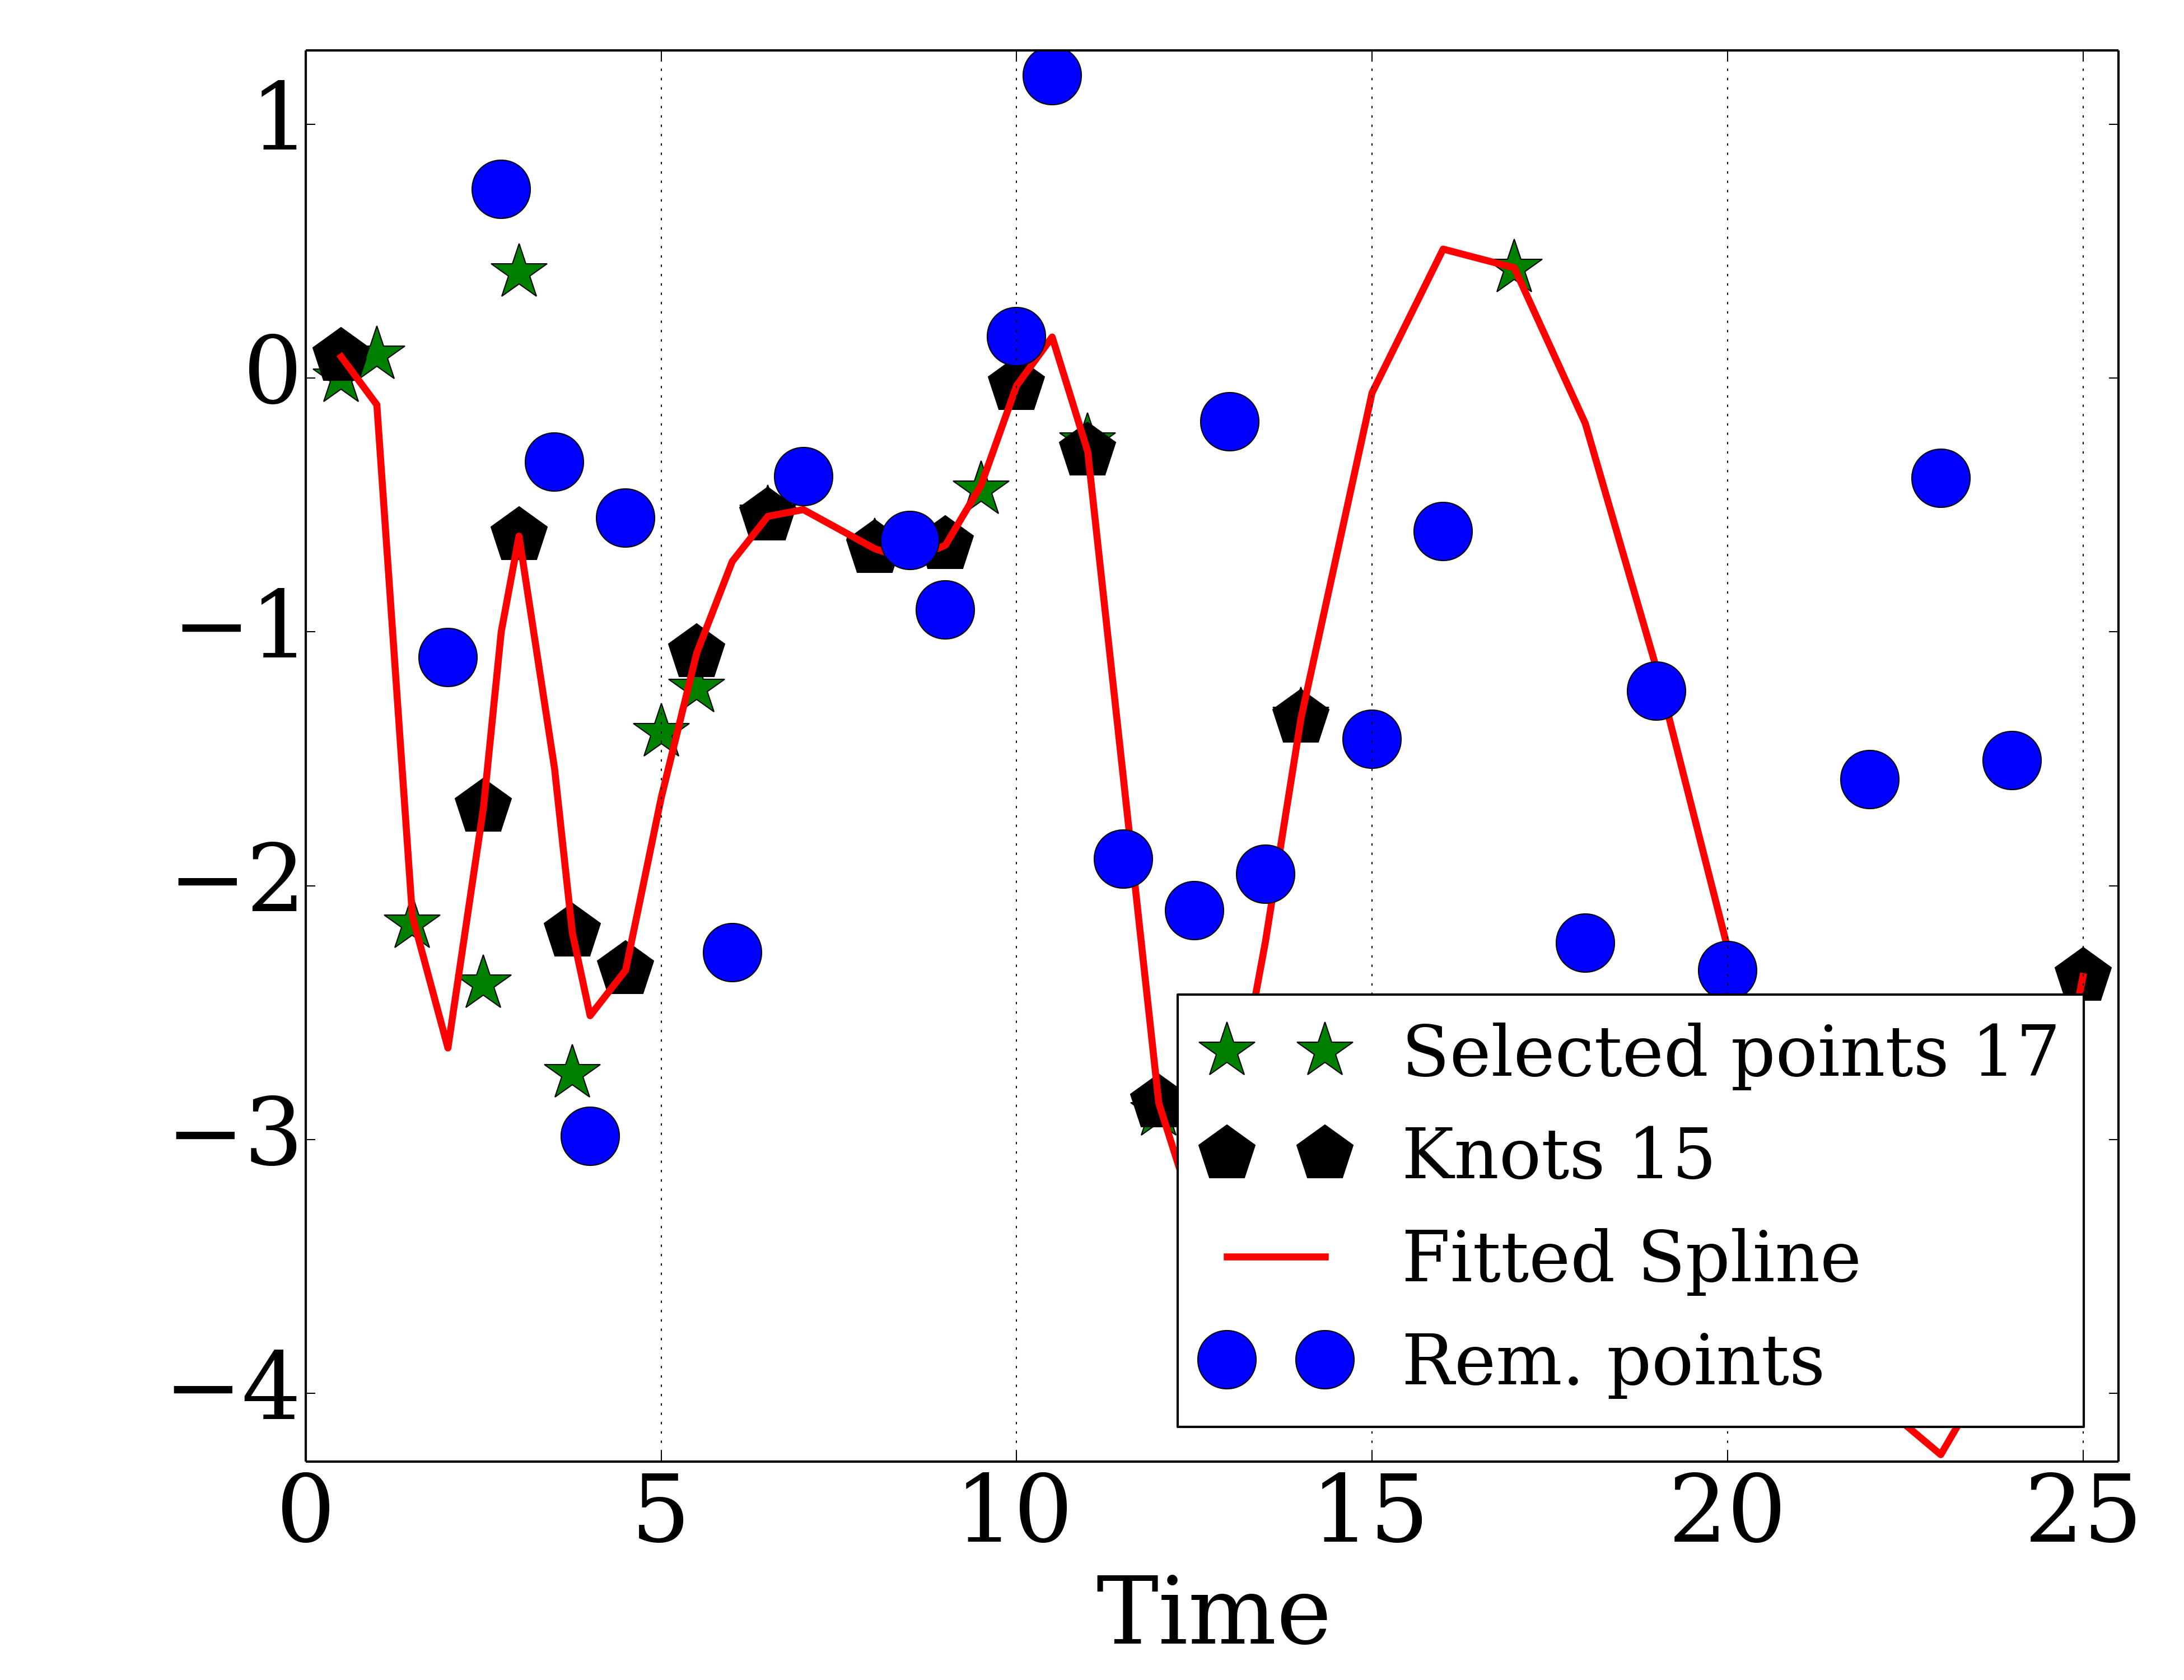 1
0
−1
−2
−3
−4
Selected points 17
Knots 15
Fitted Spline
Rem. points
0 5 10 15 20 25
Time